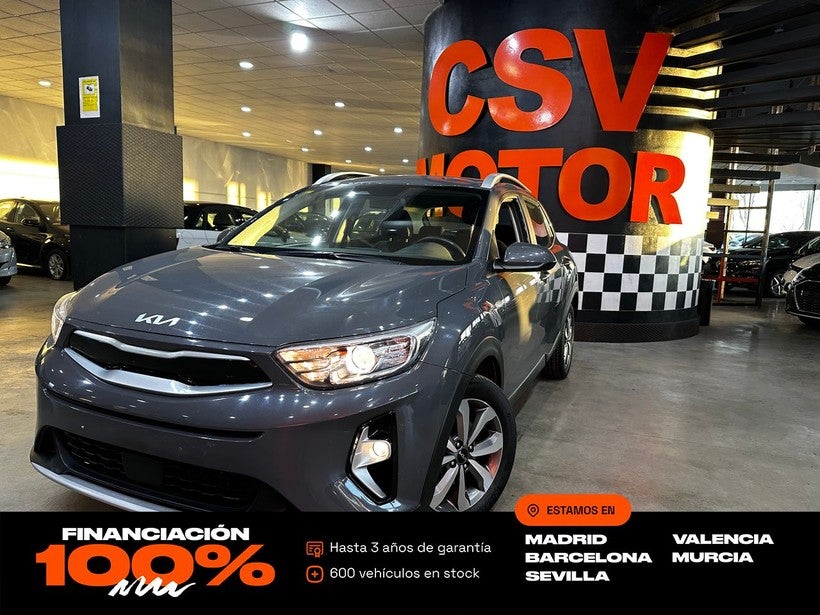 CSV
MOTOR
KIA
FINANCIACIÓN
100%
Hasta 3 años de garantía
600 vehículos en stock
ESTAMOS EN
MADRID
BARCELONA
SEVILLA
VALENCIA
MURCIA